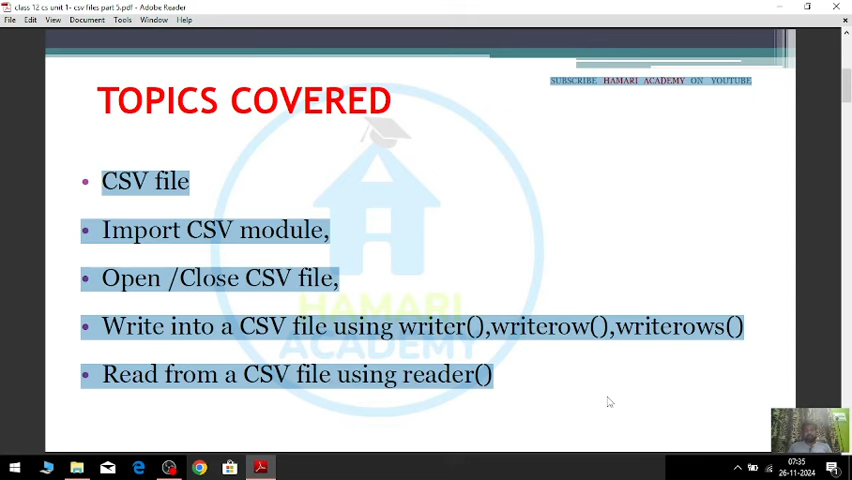 class 12 cs unit 1- csv files part 5.pdf - Adobe Reader
File Edit View Document Tools Window Help
SUBSCRIBE HAMARI ACADEMY ON YOUTUBE
TOPICS COVERED
• CSV file
• Import CSV module,
• Open /Close CSV file,
• Write into a CSV file using writer(),writerow(),writerows()
• Read from a CSV file using reader()
HAMARI
ACADEMY
07:35
26-11-2024